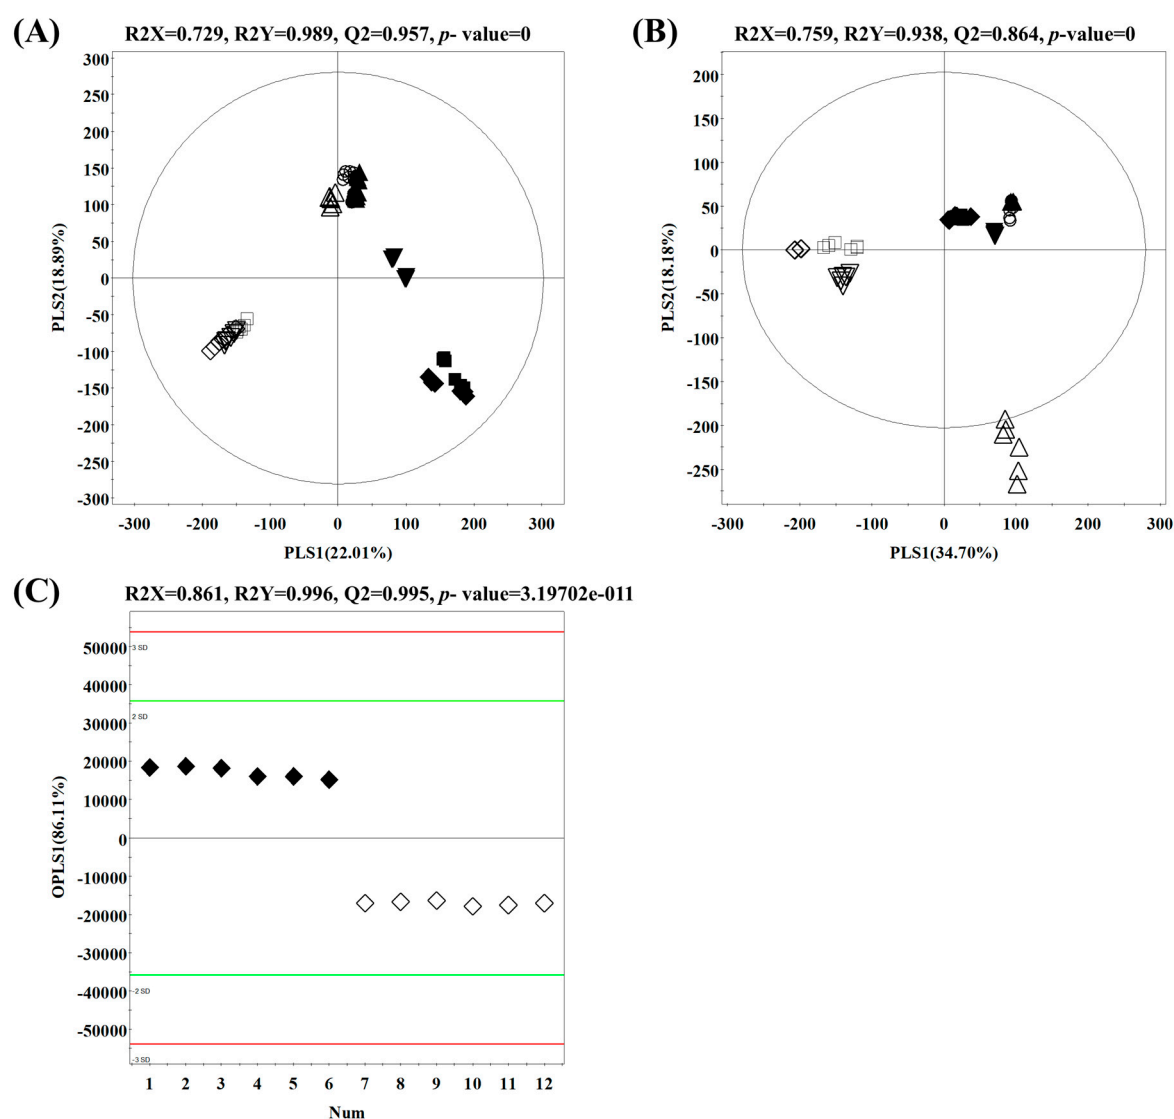 (A) R2X=0.729, R2Y=0.989, Q2=0.957, p- value=0
300
250
200
150
100
50
0
-50
-100
-150
-200
-250
-300
PLS2(18.89%)
-300 -200 -100 0 100 200 300
PLS1(22.01%)
(B) R2X=0.759, R2Y=0.938, Q2=0.864, p-value=0
200
150
100
50
0
-50
-100
-150
-200
-250
PLS2(18.18%)
-300 -200 -100 0 100 200 300
PLS1(34.70%)
(C) R2X=0.861, R2Y=0.996, Q2=0.995, p- value=3.19702e-011
50000
40000
30000
20000
10000
0
-10000
-20000
-30000
-40000
-50000
OPLS1(86.11%)
3 SD
2 SD
-2 SD
-3 SD
1 2 3 4 5 6 7 8 9 10 11 12
Num